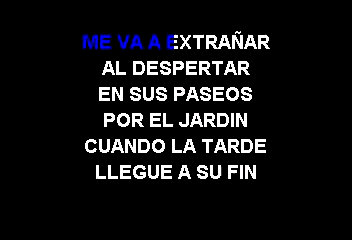 ME VA A EXTRAÑAR
AL DESPERTAR
EN SUS PASEOS
POR EL JARDIN
CUANDO LA TARDE
LLEGUE A SU FIN